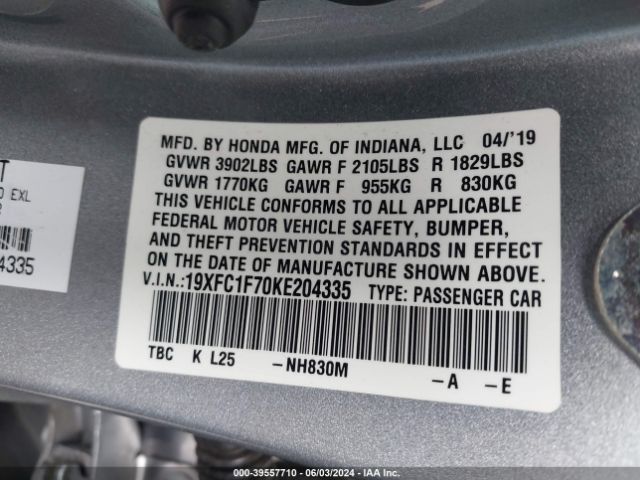 MFD. BY HONDA MFG. OF INDIANA, LLC 04/'19
GVWR 3902LBS GAWR F 2105LBS R 1829LBS
GVWR 1770KG GAWR F 955KG R 830KG
THIS VEHICLE CONFORMS TO ALL APPLICABLE
FEDERAL MOTOR VEHICLE SAFETY, BUMPER,
AND THEFT PREVENTION STANDARDS IN EFFECT
ON THE DATE OF MANUFACTURE SHOWN ABOVE.
V.I.N.:19XFC1F70KE204335 TYPE: PASSENGER CAR
TBC K L25 -NH830M -A -E
T
EXL
4335
000-39557710 - 06/03/2024 - IAA Inc.